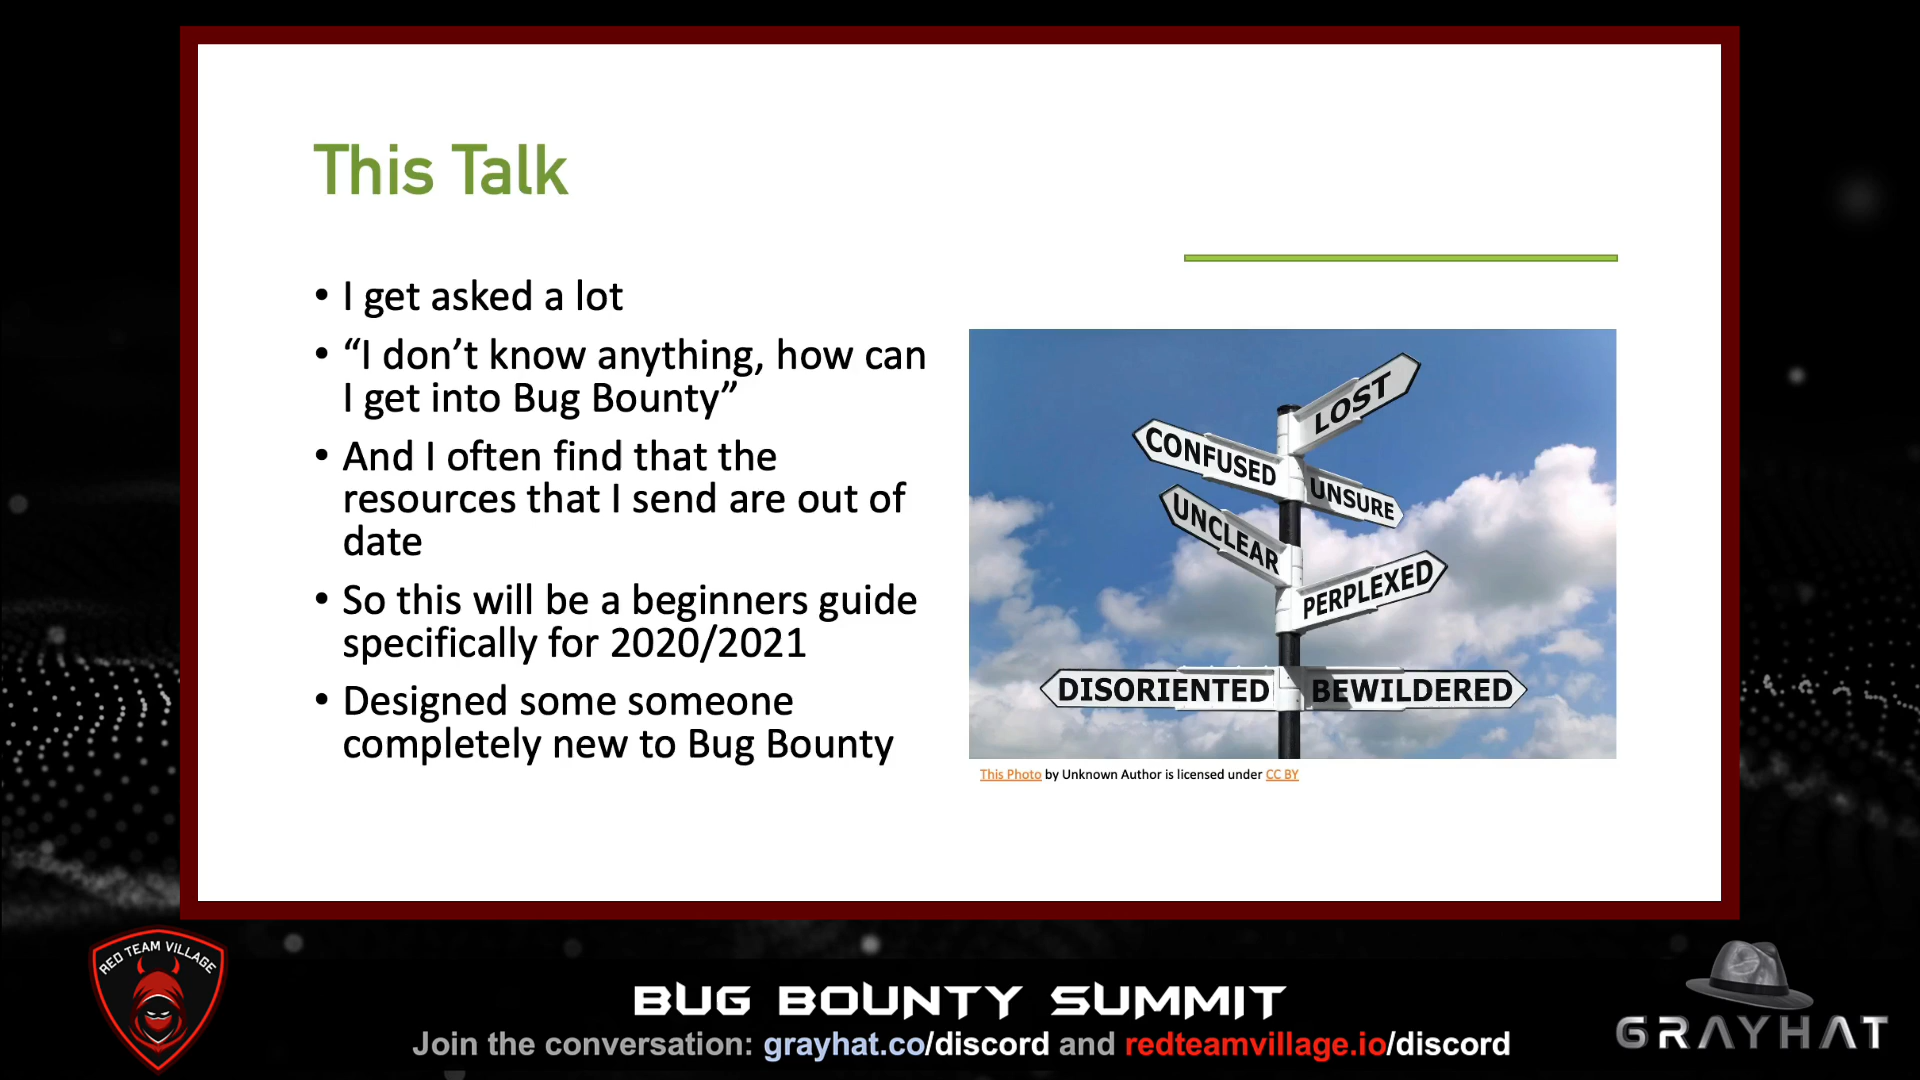 This Talk
• I get asked a lot
• “I don’t know anything, how can
I get into Bug Bounty”
• And I often find that the
resources that I send are out of
date
• So this will be a beginners guide
specifically for 2020/2021
• Designed some someone
completely new to Bug Bounty
LOST
CONFUSED
UNSURE
UNCLEAR
PERPLEXED
DISORIENTED
BEWILDERED
This Photo by Unknown Author is licensed under CC BY
RED TEAM VILLAGE
BUG BOUNTY SUMMIT
Join the conversation: grayhat.co/discord and redteamvillage.io/discord
GRAYHAT